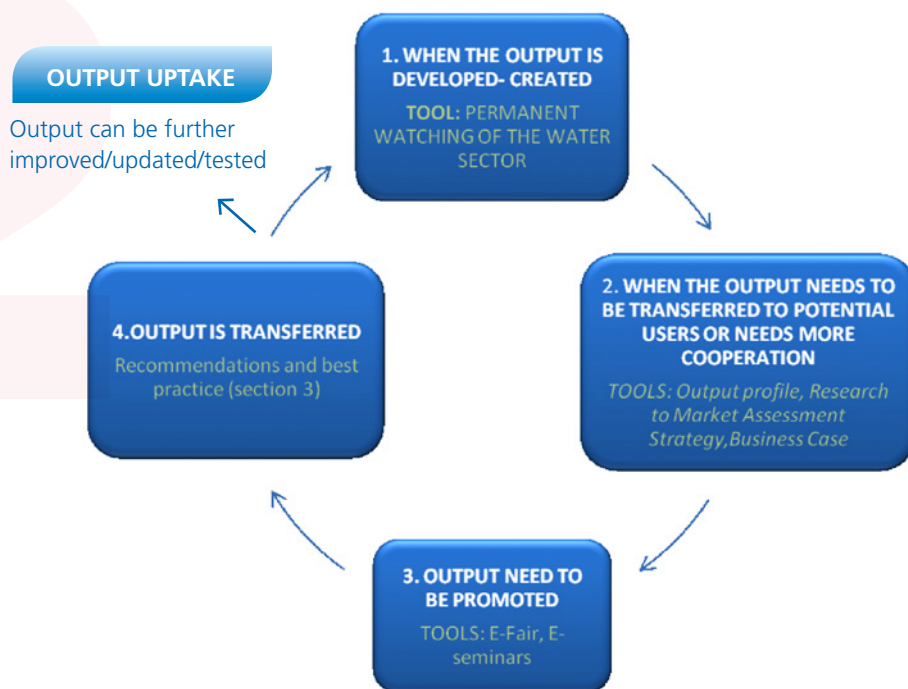 OUTPUT UPTAKE
Output can be further
improved/updated/tested
1. WHEN THE OUTPUT IS
DEVELOPED- CREATED
TOOL: PERMANENT
WATCHING OF THE WATER
SECTOR
2. WHEN THE OUTPUT NEEDS TO
BE TRANSFERRED TO POTENTIAL
USERS OR NEEDS MORE
COOPERATION
TOOLS: Output profile, Research
to Market Assessment
Strategy,Business Case
3. OUTPUT NEED TO
BE PROMOTED
TOOLS: E-Fair, E-
seminars
4.OUTPUT IS TRANSFERRED
Recommendations and best
practice (section 3)